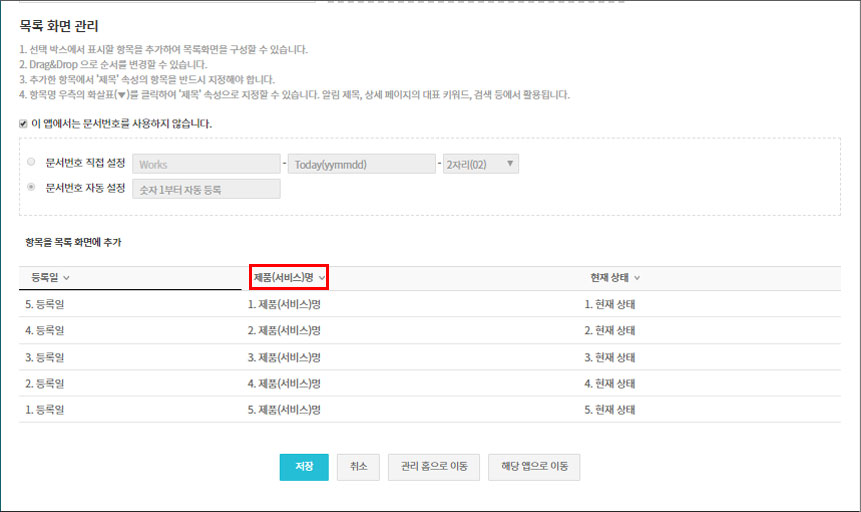 목록 화면 관리
1. 선택 박스에서 표시할 항목을 추가하여 목록화면을 구성할 수 있습니다.
2. Drag&Drop 으로 순서를 변경할 수 있습니다.
3. 추가한 항목에서 '제목' 속성의 항목을 반드시 지정해야 합니다.
4. 항목명 우측의 화살표(▼)를 클릭하여 '제목' 속성으로 지정할 수 있습니다. 알림 제목, 상세 페이지의 대표 키워드, 검색 등에서 활용됩니다.
이 앱에서는 문서번호를 사용하지 않습니다.
문서번호 직접 설정 Works - Today(yymmdd) - 2자리(02) ▼
문서번호 자동 설정 숫자 1부터 자동 등록
항목을 목록 화면에 추가
등록일 제품(서비스)명 현재 상태
5. 등록일 1. 제품(서비스)명 1. 현재 상태
4. 등록일 2. 제품(서비스)명 2. 현재 상태
3. 등록일 3. 제품(서비스)명 3. 현재 상태
2. 등록일 4. 제품(서비스)명 4. 현재 상태
1. 등록일 5. 제품(서비스)명 5. 현재 상태
저장 취소 관리 홈으로 이동 해당 앱으로 이동